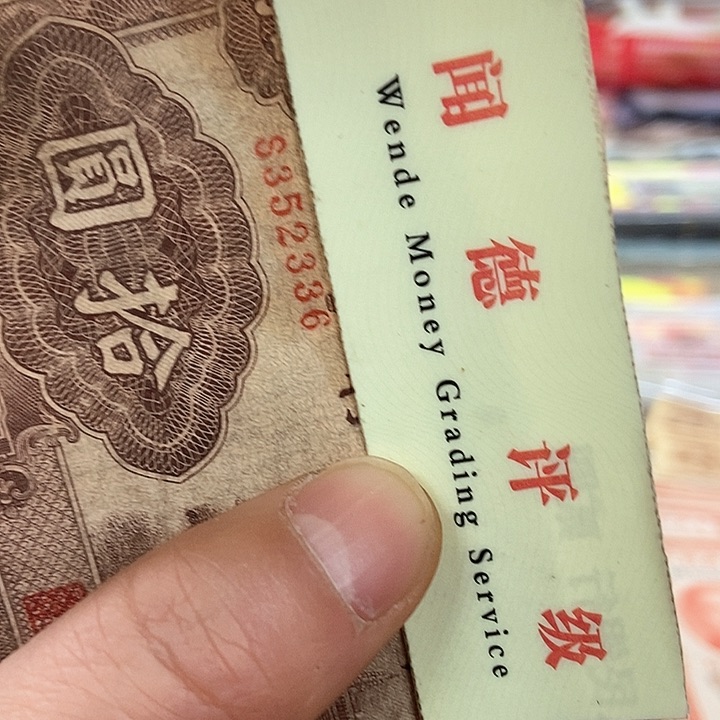 圓拾
S352336
Wende Money Grading Service
闻德评级